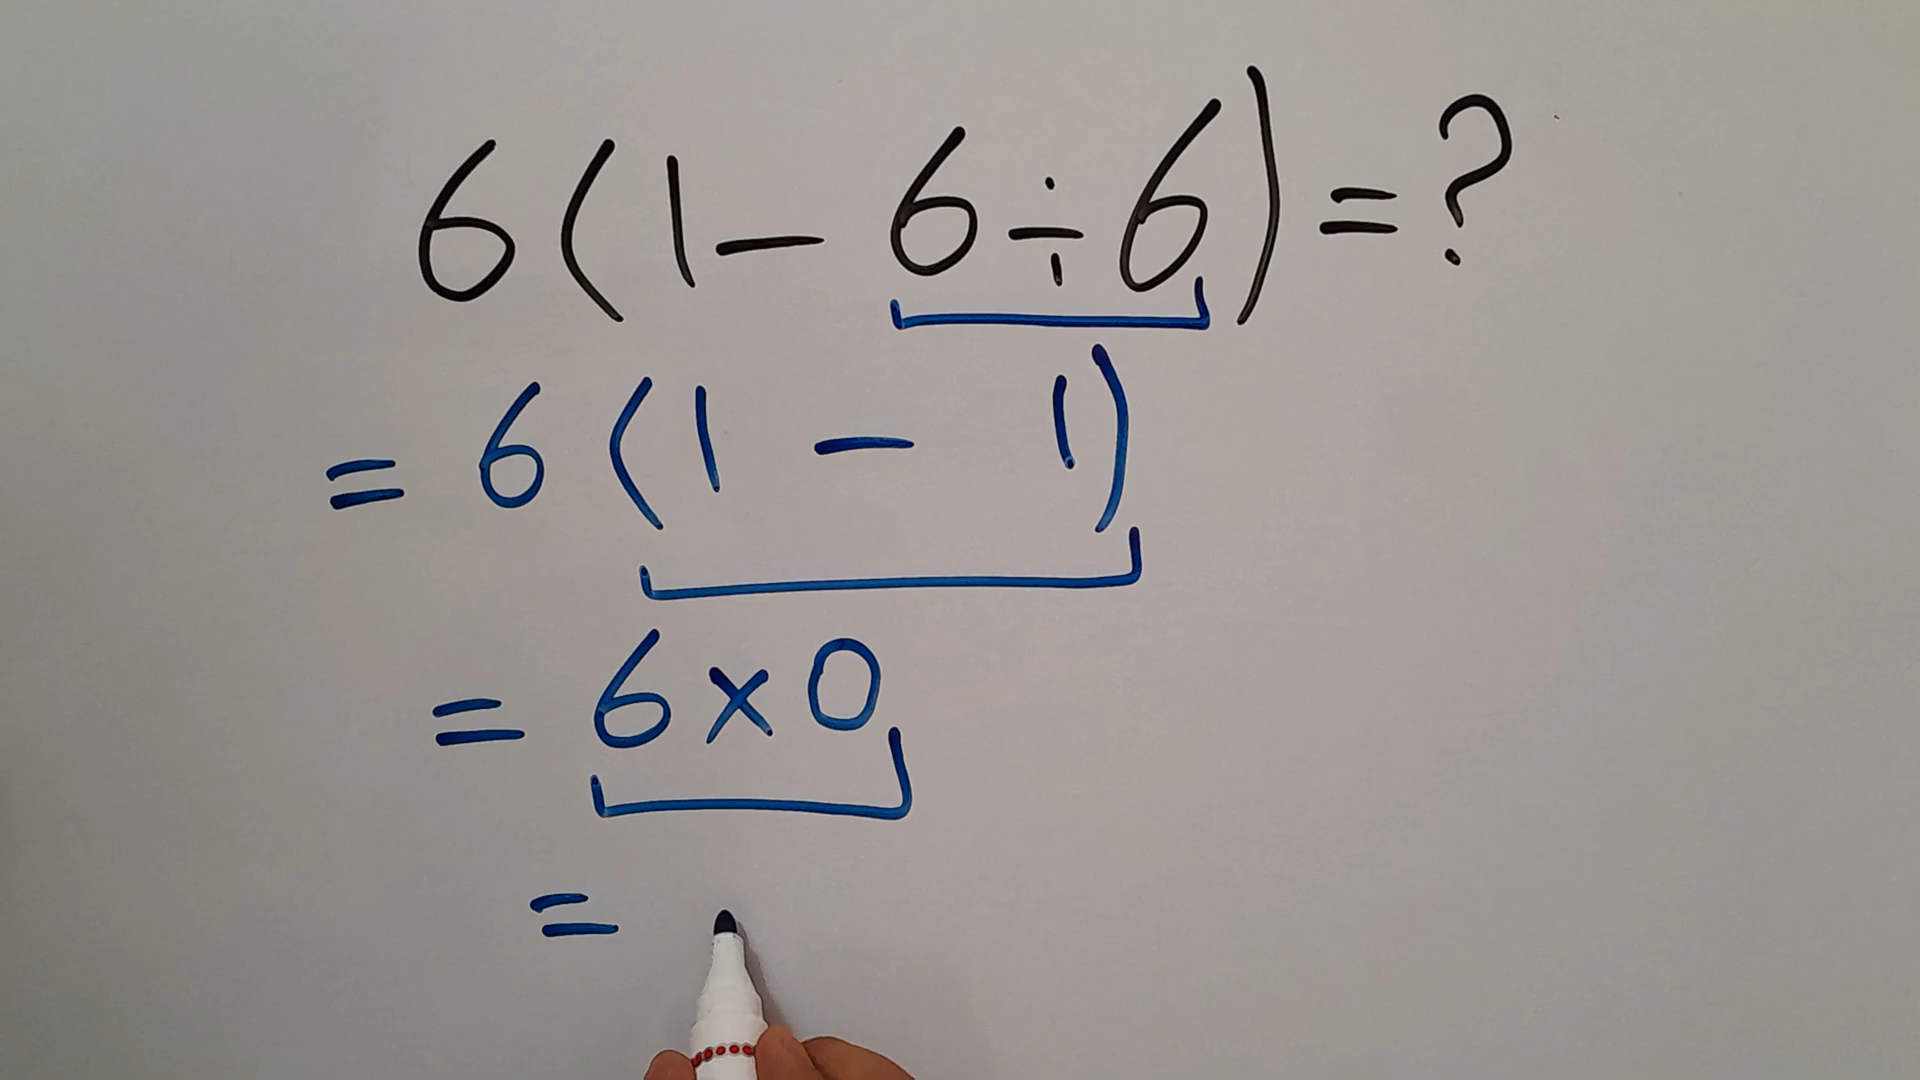 6(1-6÷6)=?
=6(1-1)
=6×0
=